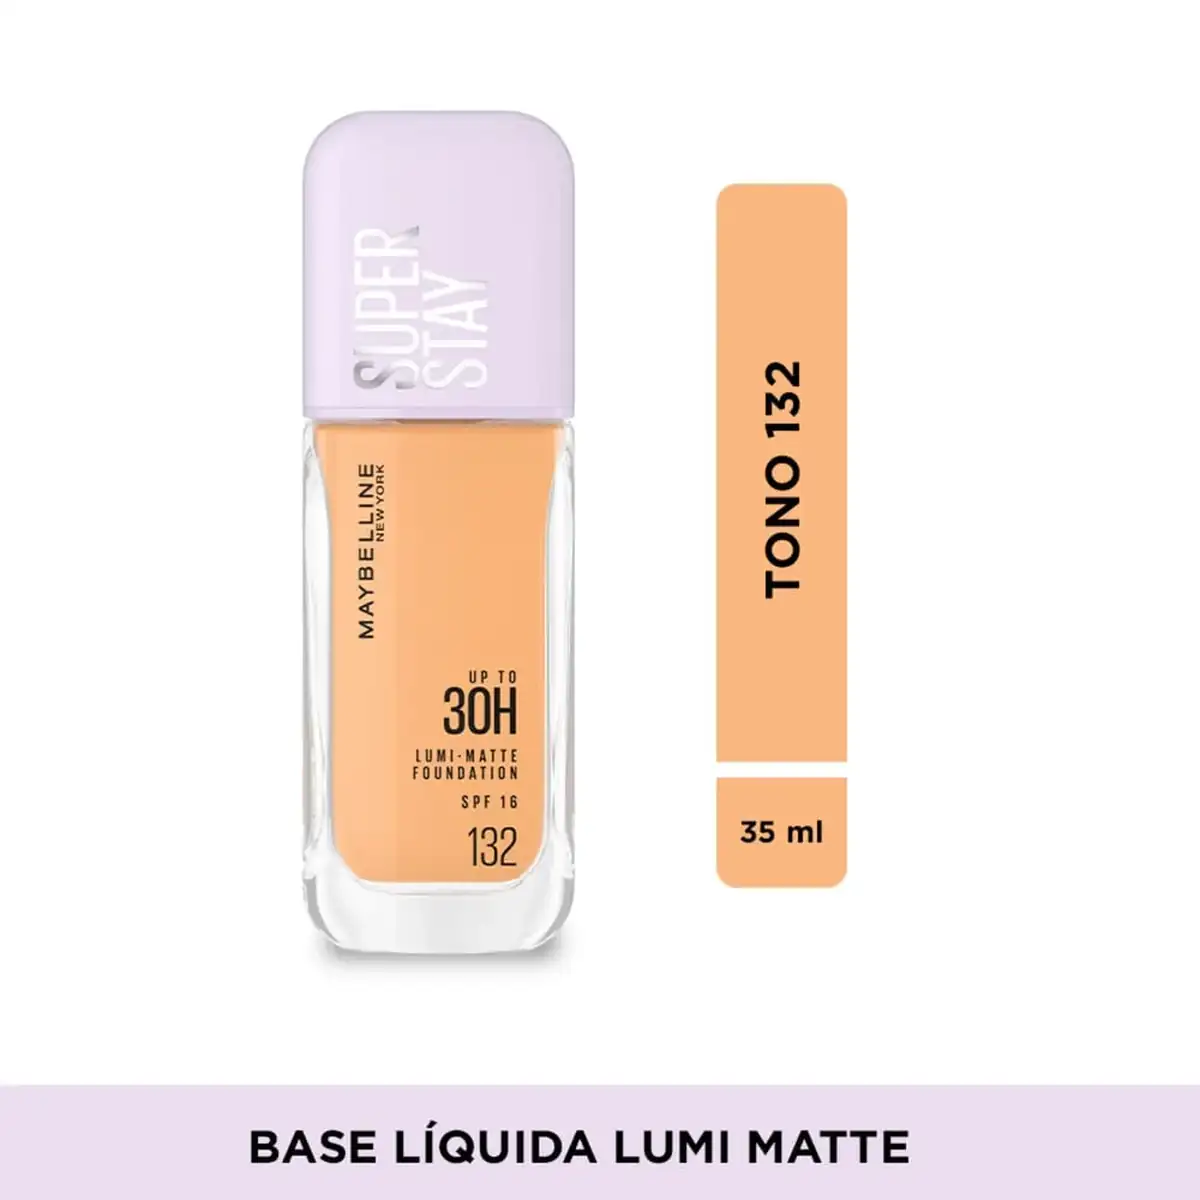 SUPER
STAY
MAYBELLINE
NEW YORK
UP TO
30H
LUMI-MATTE
FOUNDATION
SPF 16
132
TONO 132
35 ml
BASE LÍQUIDA LUMI MATTE